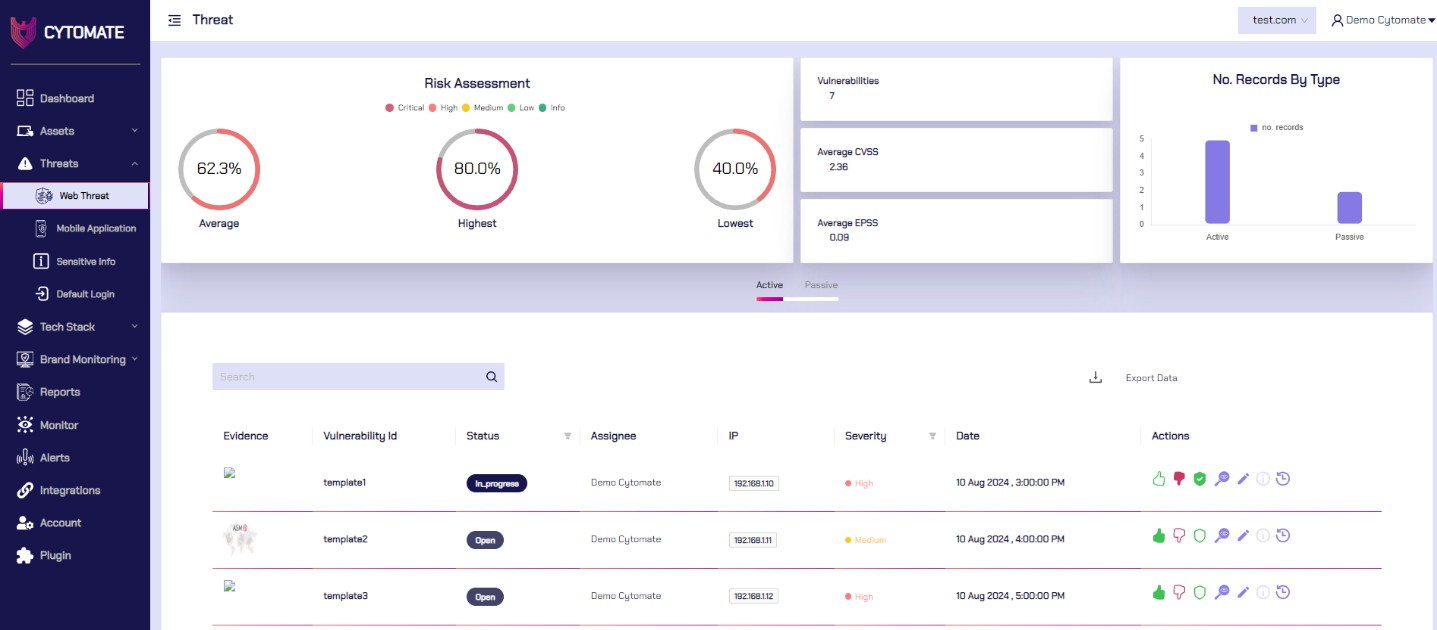 CYTOMATE
Threat
test.com
Demo Cytomate
Dashboard
Assets
Threats
Web Threat
Mobile Application
Sensitive Info
Default Login
Tech Stack
Brand Monitoring
Reports
Monitor
Alerts
Integrations
Account
Plugin
Risk Assessment
Critical High Medium Low Info
62.3% 80.0% 40.0%
Average Highest Lowest
Vulnerabilities
7
Average CVSS
2.36
Average EPSS
0.09
No. Records By Type
no. records
5
4
3
2
1
0
Active Passive
Active Passive
Search
Export Data
Evidence Vulnerability Id Status Assignee IP Severity Date Actions
template1 In_progress Demo Cytomate 192.168.1.10 High 10 Aug 2024 , 3:00:00 PM
ASM
template2 Open Demo Cytomate 192.168.1.11 Medium 10 Aug 2024 , 4:00:00 PM
template3 Open Demo Cytomate 192.168.1.12 High 10 Aug 2024 , 5:00:00 PM